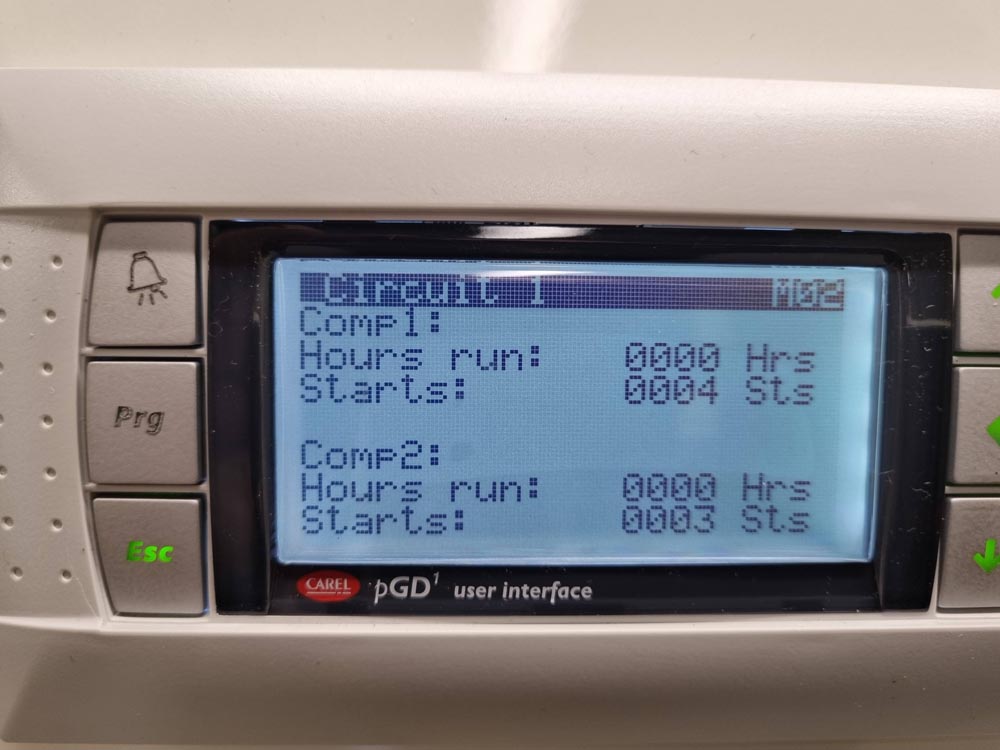 Circuit 1 M02
Comp1:
Hours run: 0000 Hrs
Starts: 0004 Sts
Prg
Comp2:
Hours run: 0000 Hrs
Starts: 0003 Sts
Esc
CAREL pGD1 user interface